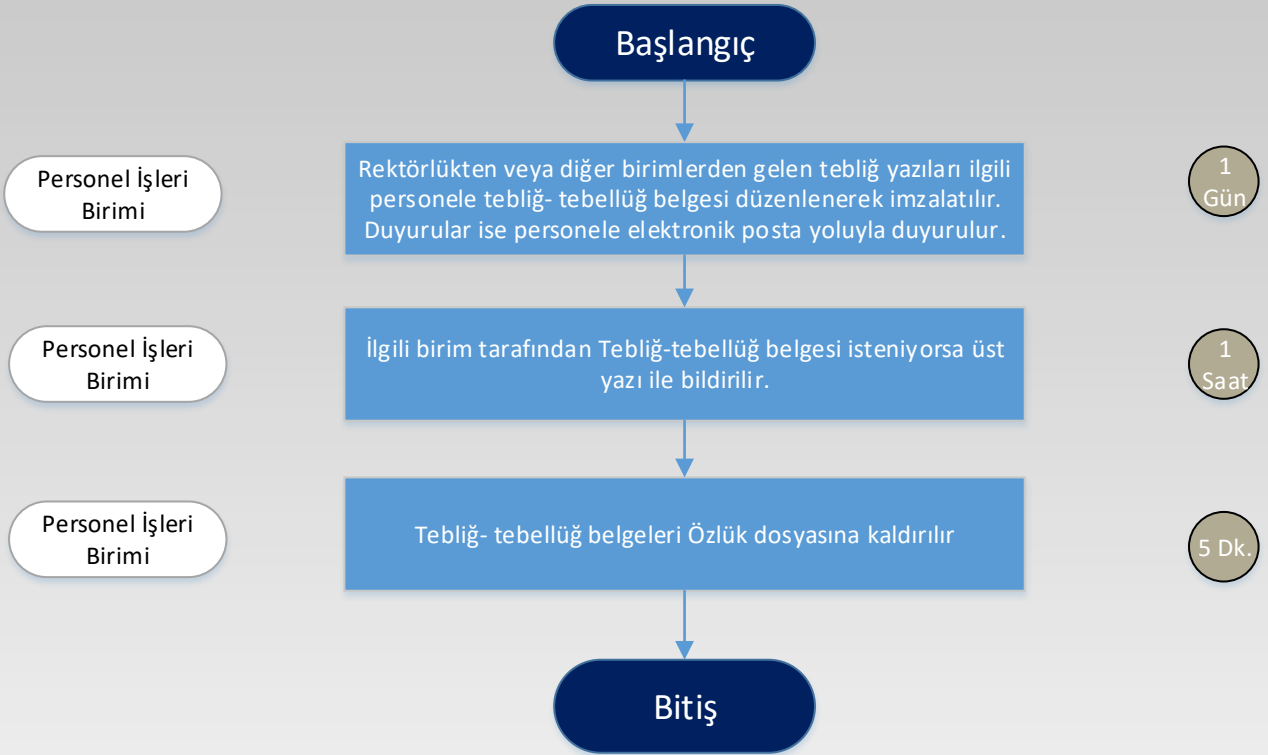 Başlangıç
Personel İşleri
Birimi
Rektörlükten veya diğer birimlerden gelen tebliğ yazıları ilgili
personele tebliğ- tebellüğ belgesi düzenlenerek imzalatılır.
Duyurular ise personele elektronik posta yoluyla duyurulur.
1
Gün
Personel İşleri
Birimi
İlgili birim tarafından Tebliğ-tebellüğ belgesi isteniyorsa üst
yazı ile bildirilir.
1
Saat
Personel İşleri
Birimi
Tebliğ- tebellüğ belgeleri Özlük dosyasına kaldırılır
5 Dk.
Bitiş